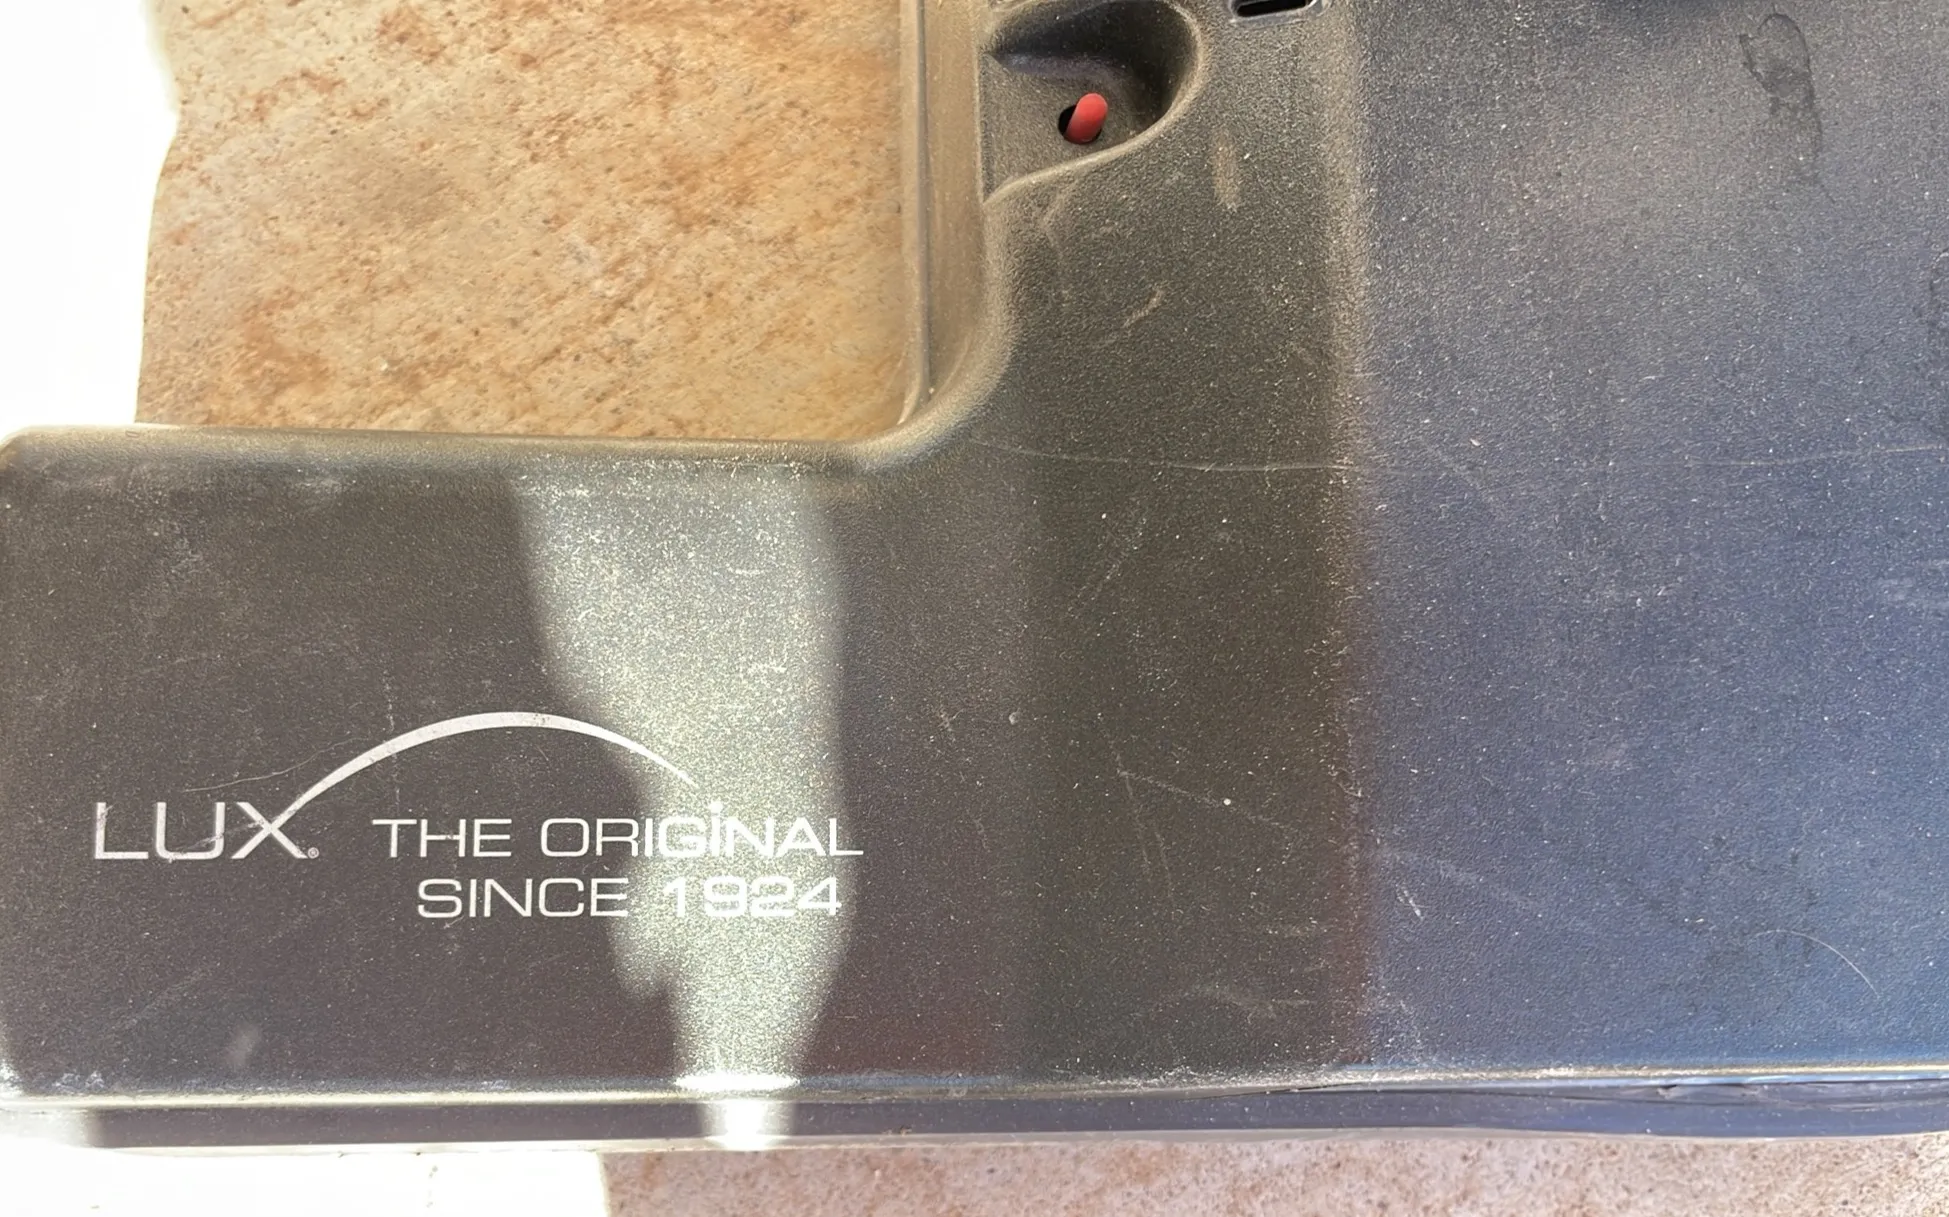 LUX® THE ORIGINAL
SINCE 1924